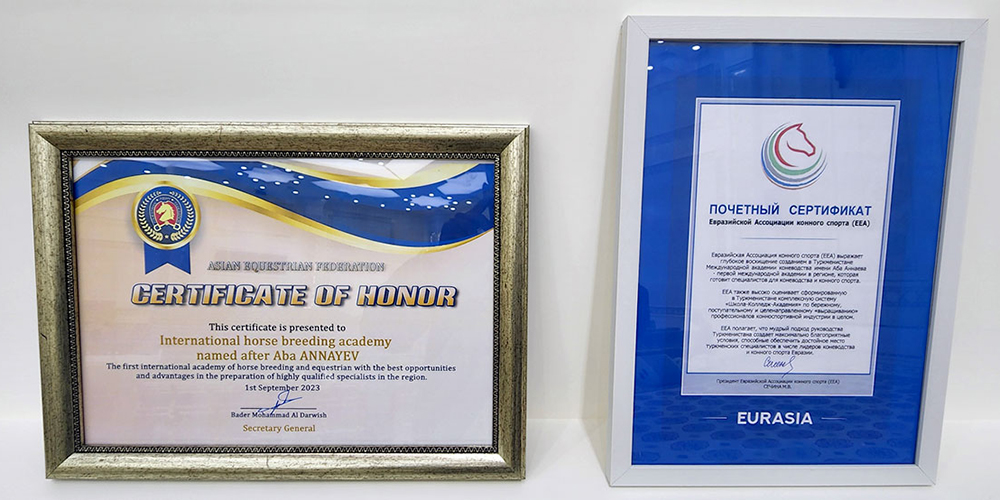 ASIAN EQUESTRIAN FEDERATION
CERTIFICATE OF HONOR
This certificate is presented to
International horse breeding academy
named after Aba ANNAYEV
The first international academy of horse breeding and equestrian with the best opportunities
and advantages in the preparation of highly qualified specialists in the region.
1st September 2023
Bader Mohammad Al Darwish
Secretary General
ПОЧЕТНЫЙ СЕРТИФИКАТ
Евразийской Ассоциации конного спорта (ЕЕА)
Евразийская Ассоциация конного спорта (ЕЕА) выражает
глубокое восхищение созданием в Туркменистане
Международной академии коневодства имени Аба Аннаева
- первой международной академии в регионе, которая
готовит специалистов для коневодства и конного спорта.
ЕЕА также высоко оценивает сформированную
в Туркменистане комплексную систему
«Школа-Колледж-Академия» по бережному,
поступательному и целенаправленному «выращиванию»
профессионалов конноспортивной индустрии в целом.
ЕЕА полагает, что мудрый подход руководства
Туркменистана создает максимально благоприятные
условия, способные обеспечить достойное место
туркменских специалистов в числе лидеров коневодства
и конного спорта Евразии.
Президент Евразийской Ассоциации конного спорта (ЕЕА)
СЕЧИНА М.В.
EURASIA